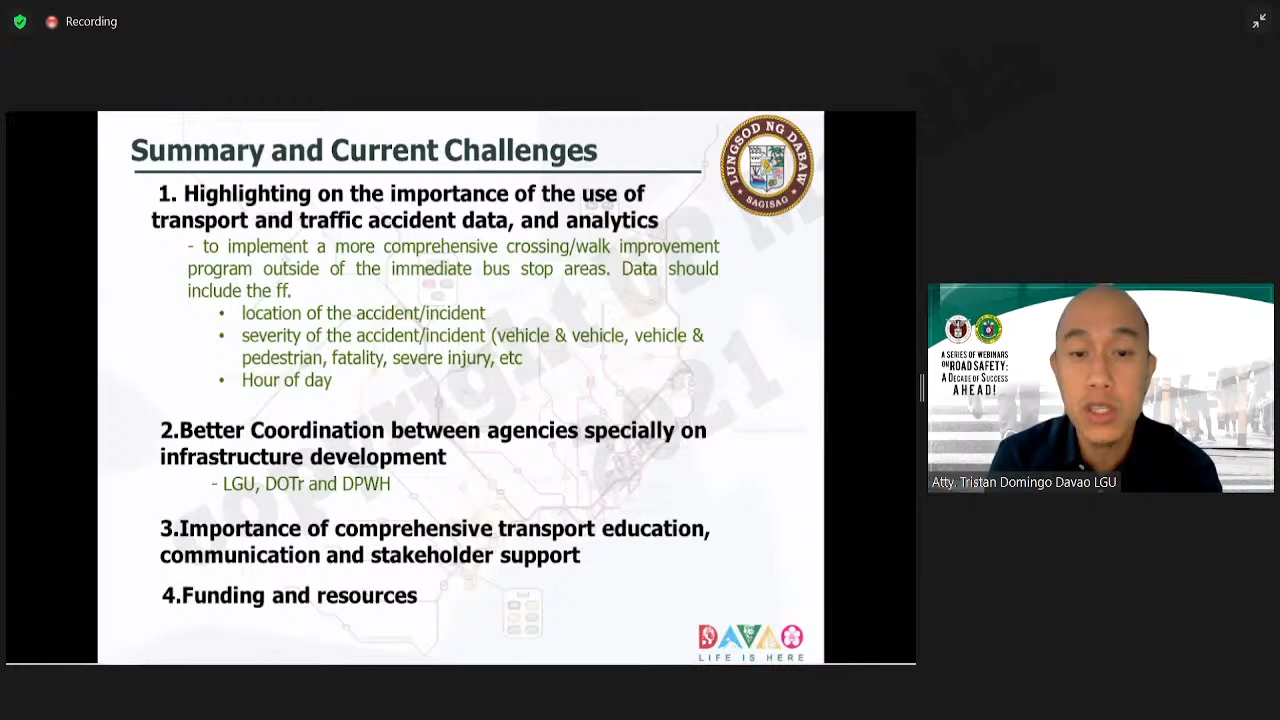 Recording
Summary and Current Challenges
LUNGSOD NG DABAW
SAGISAG
1. Highlighting on the importance of the use of
transport and traffic accident data, and analytics
- to implement a more comprehensive crossing/walk improvement
program outside of the immediate bus stop areas. Data should
include the ff.
• location of the accident/incident
• severity of the accident/incident (vehicle & vehicle, vehicle &
pedestrian, fatality, severe injury, etc
• Hour of day
2.Better Coordination between agencies specially on
infrastructure development
- LGU, DOTr and DPWH
3.Importance of comprehensive transport education,
communication and stakeholder support
4.Funding and resources
DAVAO
LIFE IS HERE
2021
A SERIES OF WEBINARS
ON ROAD SAFETY:
A DECADE OF SUCCESS
AHEAD!
Atty. Tristan Domingo Davao LGU